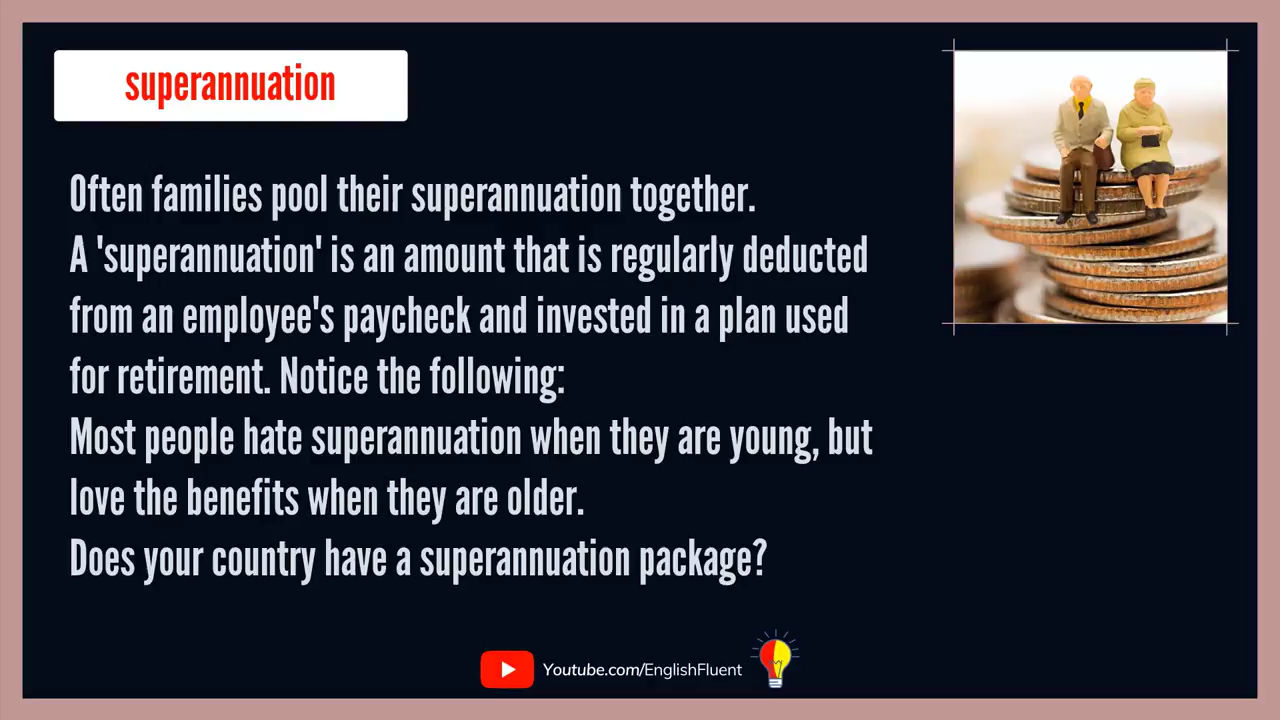 superannuation
Often families pool their superannuation together.
A 'superannuation' is an amount that is regularly deducted
from an employee's paycheck and invested in a plan used
for retirement. Notice the following:
Most people hate superannuation when they are young, but
love the benefits when they are older.
Does your country have a superannuation package?
Youtube.com/EnglishFluent